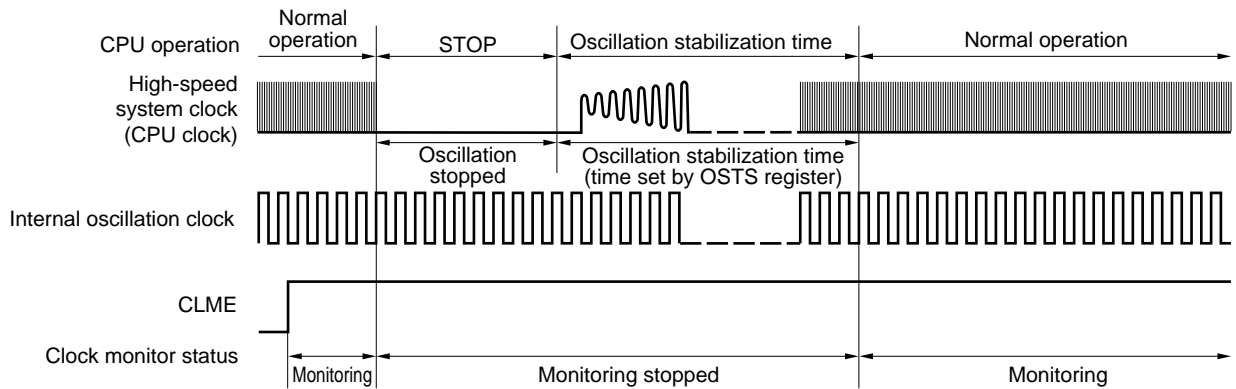 Normal
operation
CPU operation
STOP
Oscillation stabilization time
Normal operation
High-speed
system clock
(CPU clock)
Oscillation
stopped
Oscillation stabilization time
(time set by OSTS register)
Internal oscillation clock
CLME
Clock monitor status
Monitoring
Monitoring stopped
Monitoring